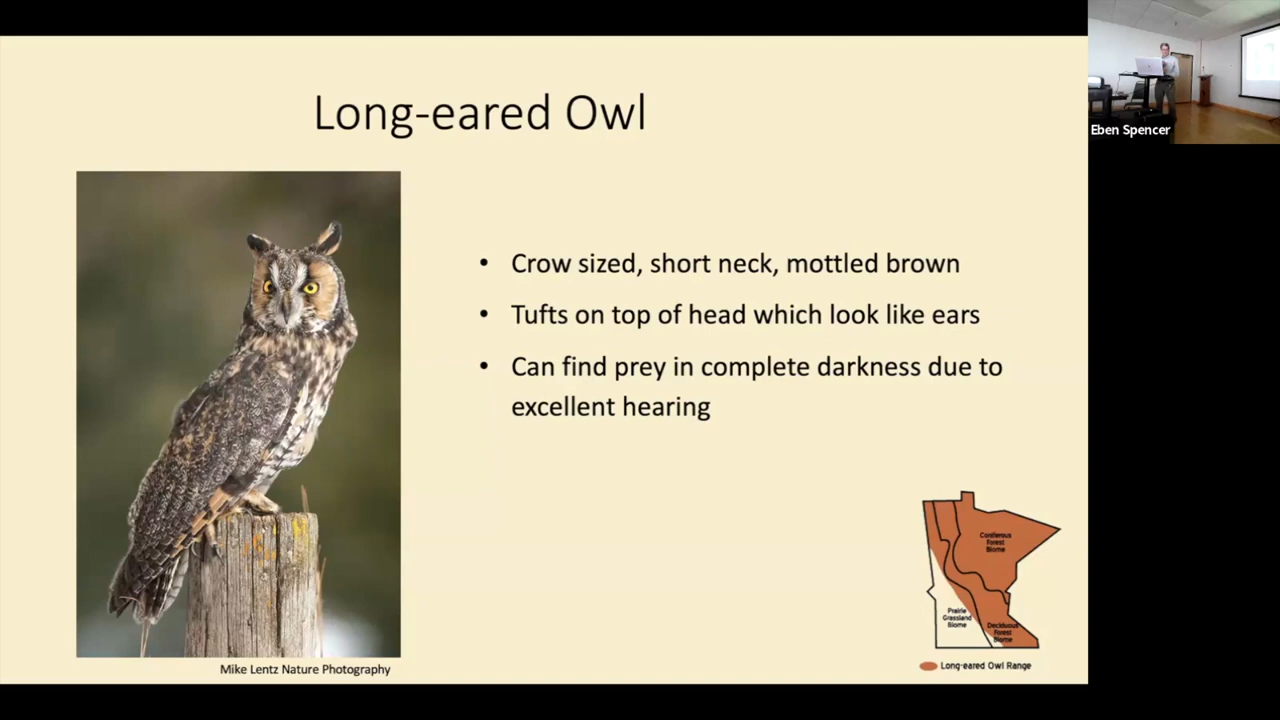 Long-eared Owl
Eben Spencer
• Crow sized, short neck, mottled brown
• Tufts on top of head which look like ears
• Can find prey in complete darkness due to
excellent hearing
Mike Lentz Nature Photography
Coniferous
Forest
Biome
Prairie
Grassland
Biome
Deciduous
Forest
Biome
Long-eared Owl Range